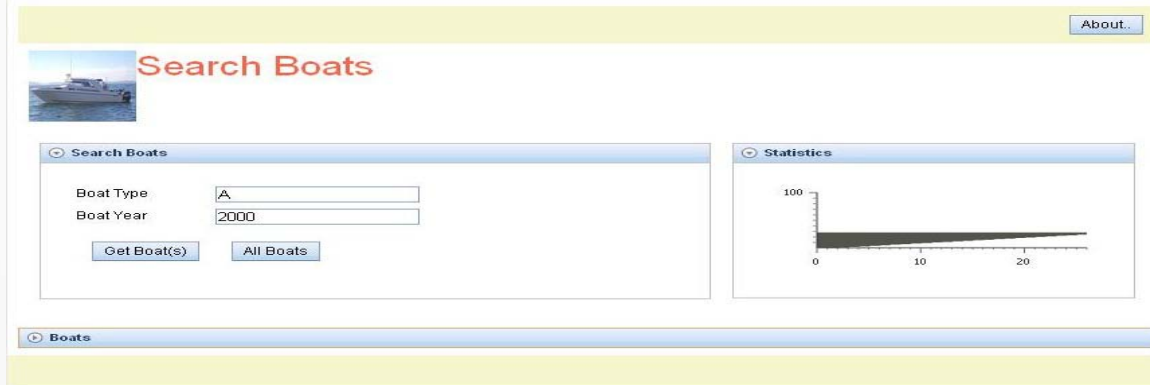 About..
Search Boats
Search Boats
Boat Type A
Boat Year 2000
Get Boat(s) All Boats
Statistics
100
0 10 20
Boats